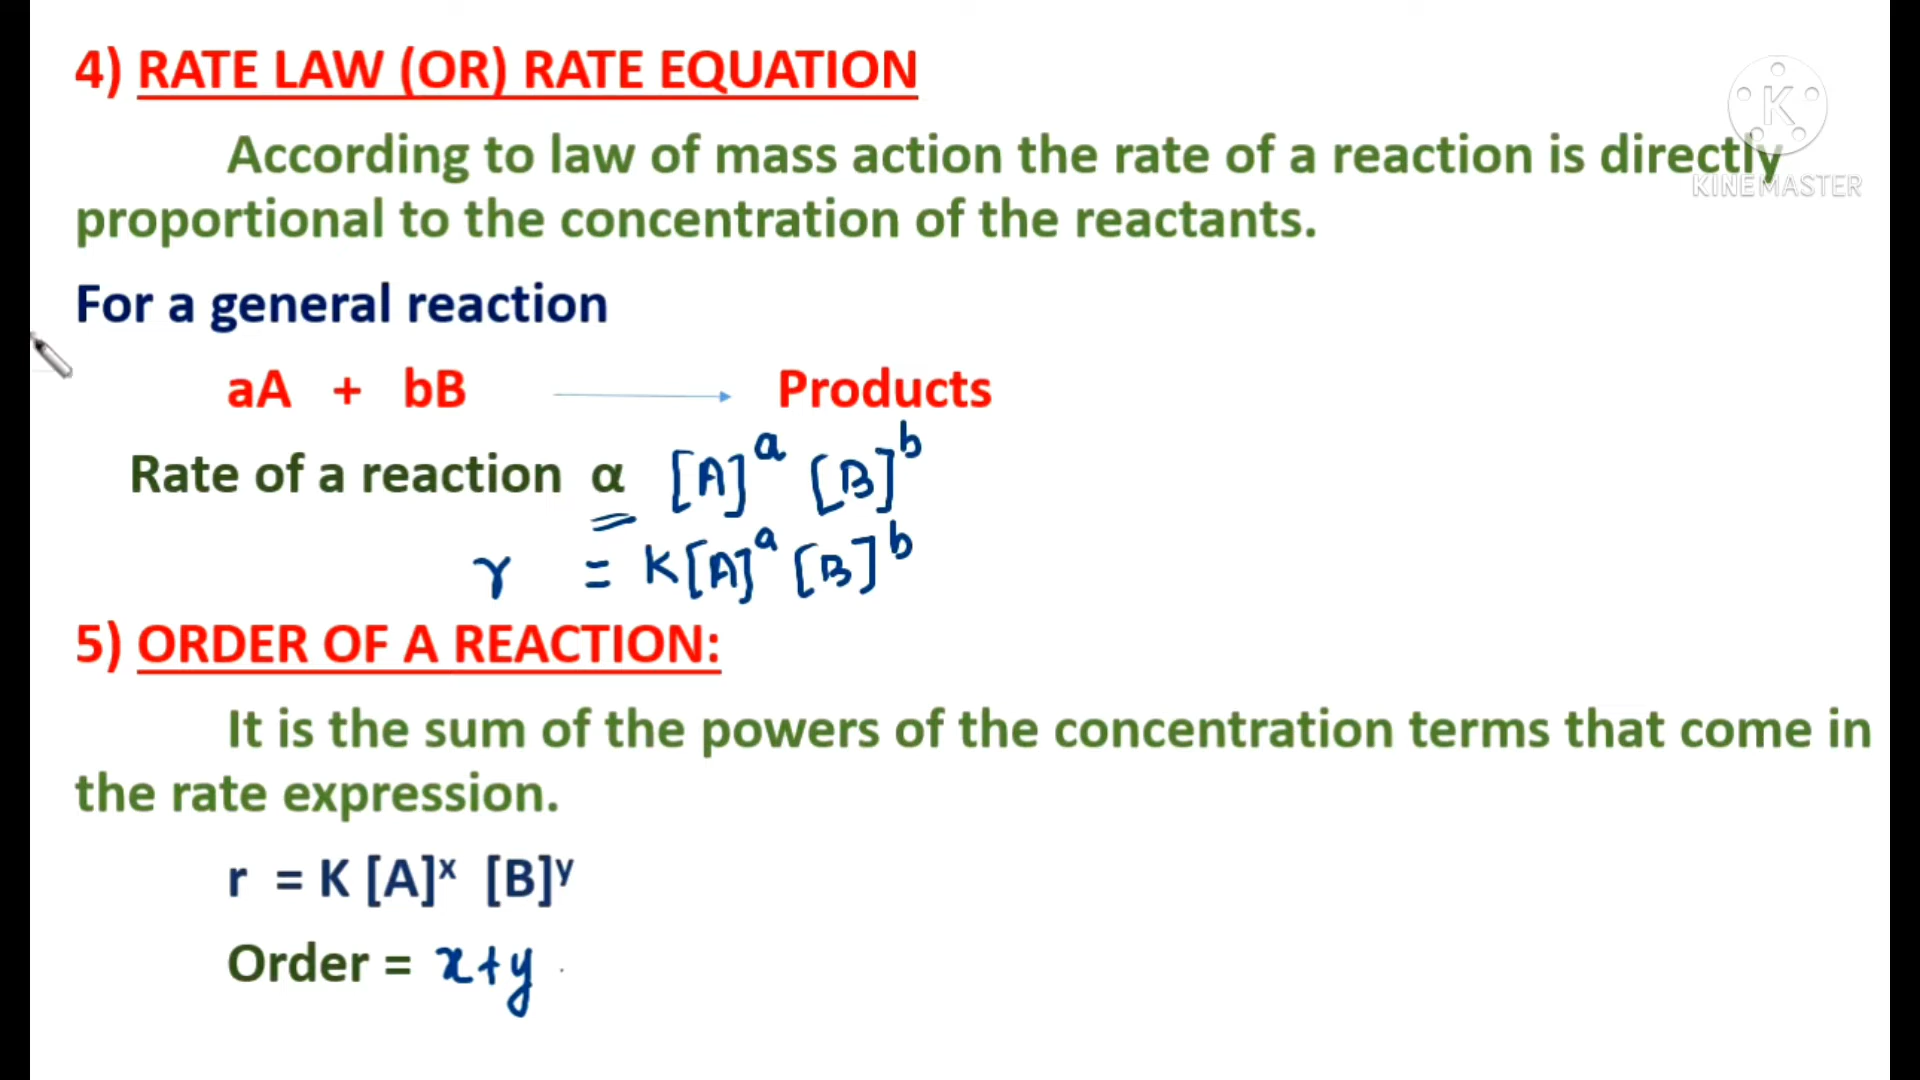 4) RATE LAW (OR) RATE EQUATION
K
According to law of mass action the rate of a reaction is directly
KINEMASTER
proportional to the concentration of the reactants.
For a general reaction
aA + bB → Products
Rate of a reaction α [A]ᵃ [B]ᵇ
r = K[A]ᵃ [B]ᵇ
5) ORDER OF A REACTION:
It is the sum of the powers of the concentration terms that come in
the rate expression.
r = K [A]ˣ [B]ʸ
Order = x+y